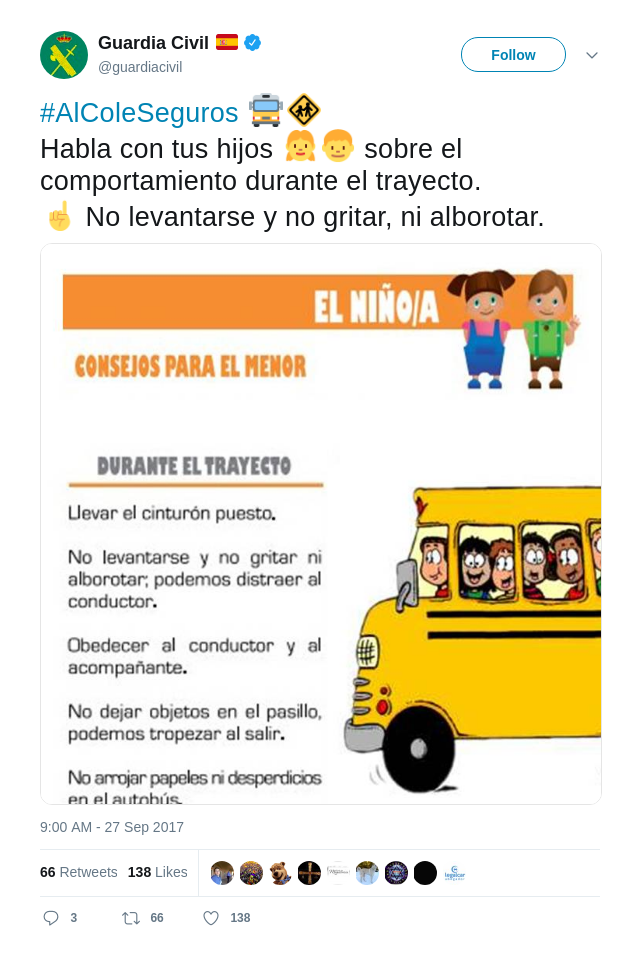 Guardia Civil
@guardiacivil
Follow
#AlColeSeguros
Habla con tus hijos sobre el
comportamiento durante el trayecto.
No levantarse y no gritar, ni alborotar.
EL NIÑO/A
CONSEJOS PARA EL MENOR
DURANTE EL TRAYECTO
Llevar el cinturón puesto.
No levantarse y no gritar ni
alborotar; podemos distraer al
conductor.
Obedecer al conductor y al
acompañante.
No dejar objetos en el pasillo,
podemos tropezar al salir.
No arrojar papeles ni desperdicios
en el autobús.
9:00 AM - 27 Sep 2017
66 Retweets 138 Likes
3 66 138